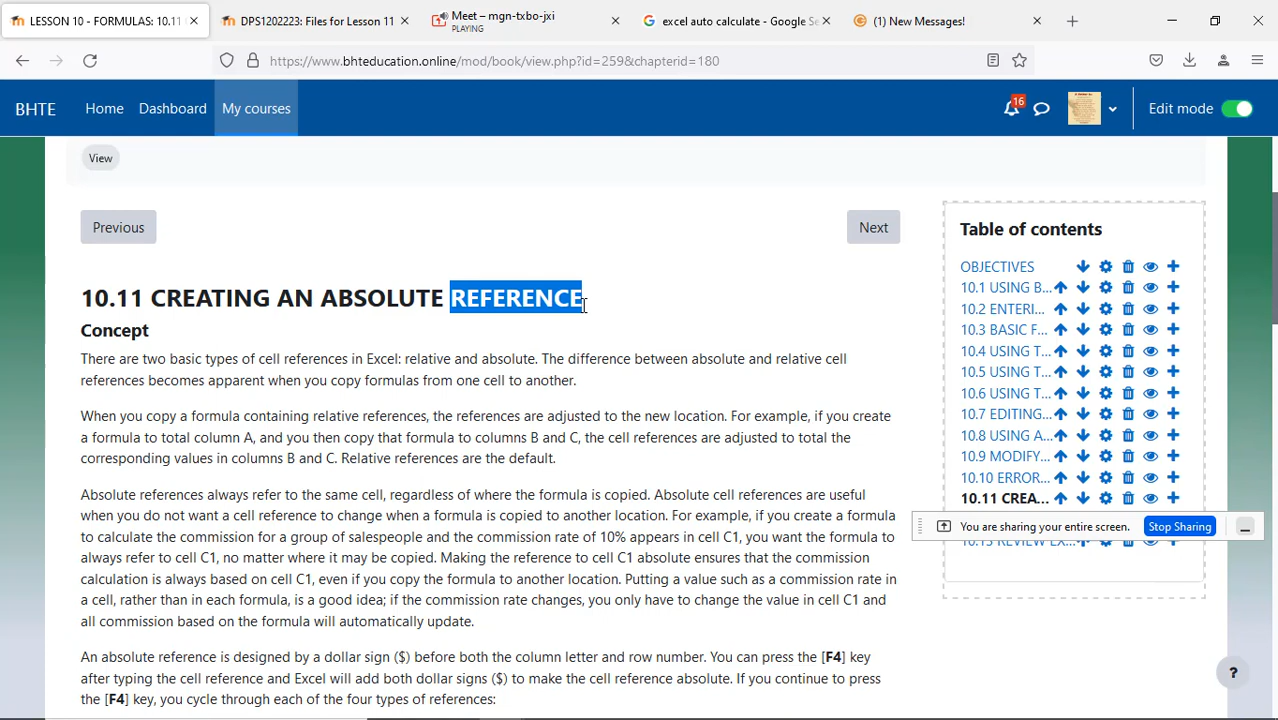 LESSON 10 - FORMULAS: 10.11
DPS1202223: Files for Lesson 11
Meet – mgn-txbo-jxi
PLAYING
excel auto calculate - Google Se
(1) New Messages!
https://www.bhteducation.online/mod/book/view.php?id=259&chapterid=180
BHTE
Home
Dashboard
My courses
16
Edit mode
View
Previous
Next
10.11 CREATING AN ABSOLUTE REFERENCE
Concept
There are two basic types of cell references in Excel: relative and absolute. The difference between absolute and relative cell
references becomes apparent when you copy formulas from one cell to another.
When you copy a formula containing relative references, the references are adjusted to the new location. For example, if you create
a formula to total column A, and you then copy that formula to columns B and C, the cell references are adjusted to total the
corresponding values in columns B and C. Relative references are the default.
Absolute references always refer to the same cell, regardless of where the formula is copied. Absolute cell references are useful
when you do not want a cell reference to change when a formula is copied to another location. For example, if you create a formula
to calculate the commission for a group of salespeople and the commission rate of 10% appears in cell C1, you want the formula to
always refer to cell C1, no matter where it may be copied. Making the reference to cell C1 absolute ensures that the commission
calculation is always based on cell C1, even if you copy the formula to another location. Putting a value such as a commission rate in
a cell, rather than in each formula, is a good idea; if the commission rate changes, you only have to change the value in cell C1 and
all commission based on the formula will automatically update.
An absolute reference is designed by a dollar sign ($) before both the column letter and row number. You can press the [F4] key
after typing the cell reference and Excel will add both dollar signs ($) to make the cell reference absolute. If you continue to press
the [F4] key, you cycle through each of the four types of references:
Table of contents
OBJECTIVES
10.1 USING B...
10.2 ENTERI...
10.3 BASIC F...
10.4 USING T...
10.5 USING T...
10.6 USING T...
10.7 EDITING...
10.8 USING A...
10.9 MODIFY...
10.10 ERROR...
10.11 CREA...
You are sharing your entire screen.
Stop Sharing
10.13 REVIEW EX...
?